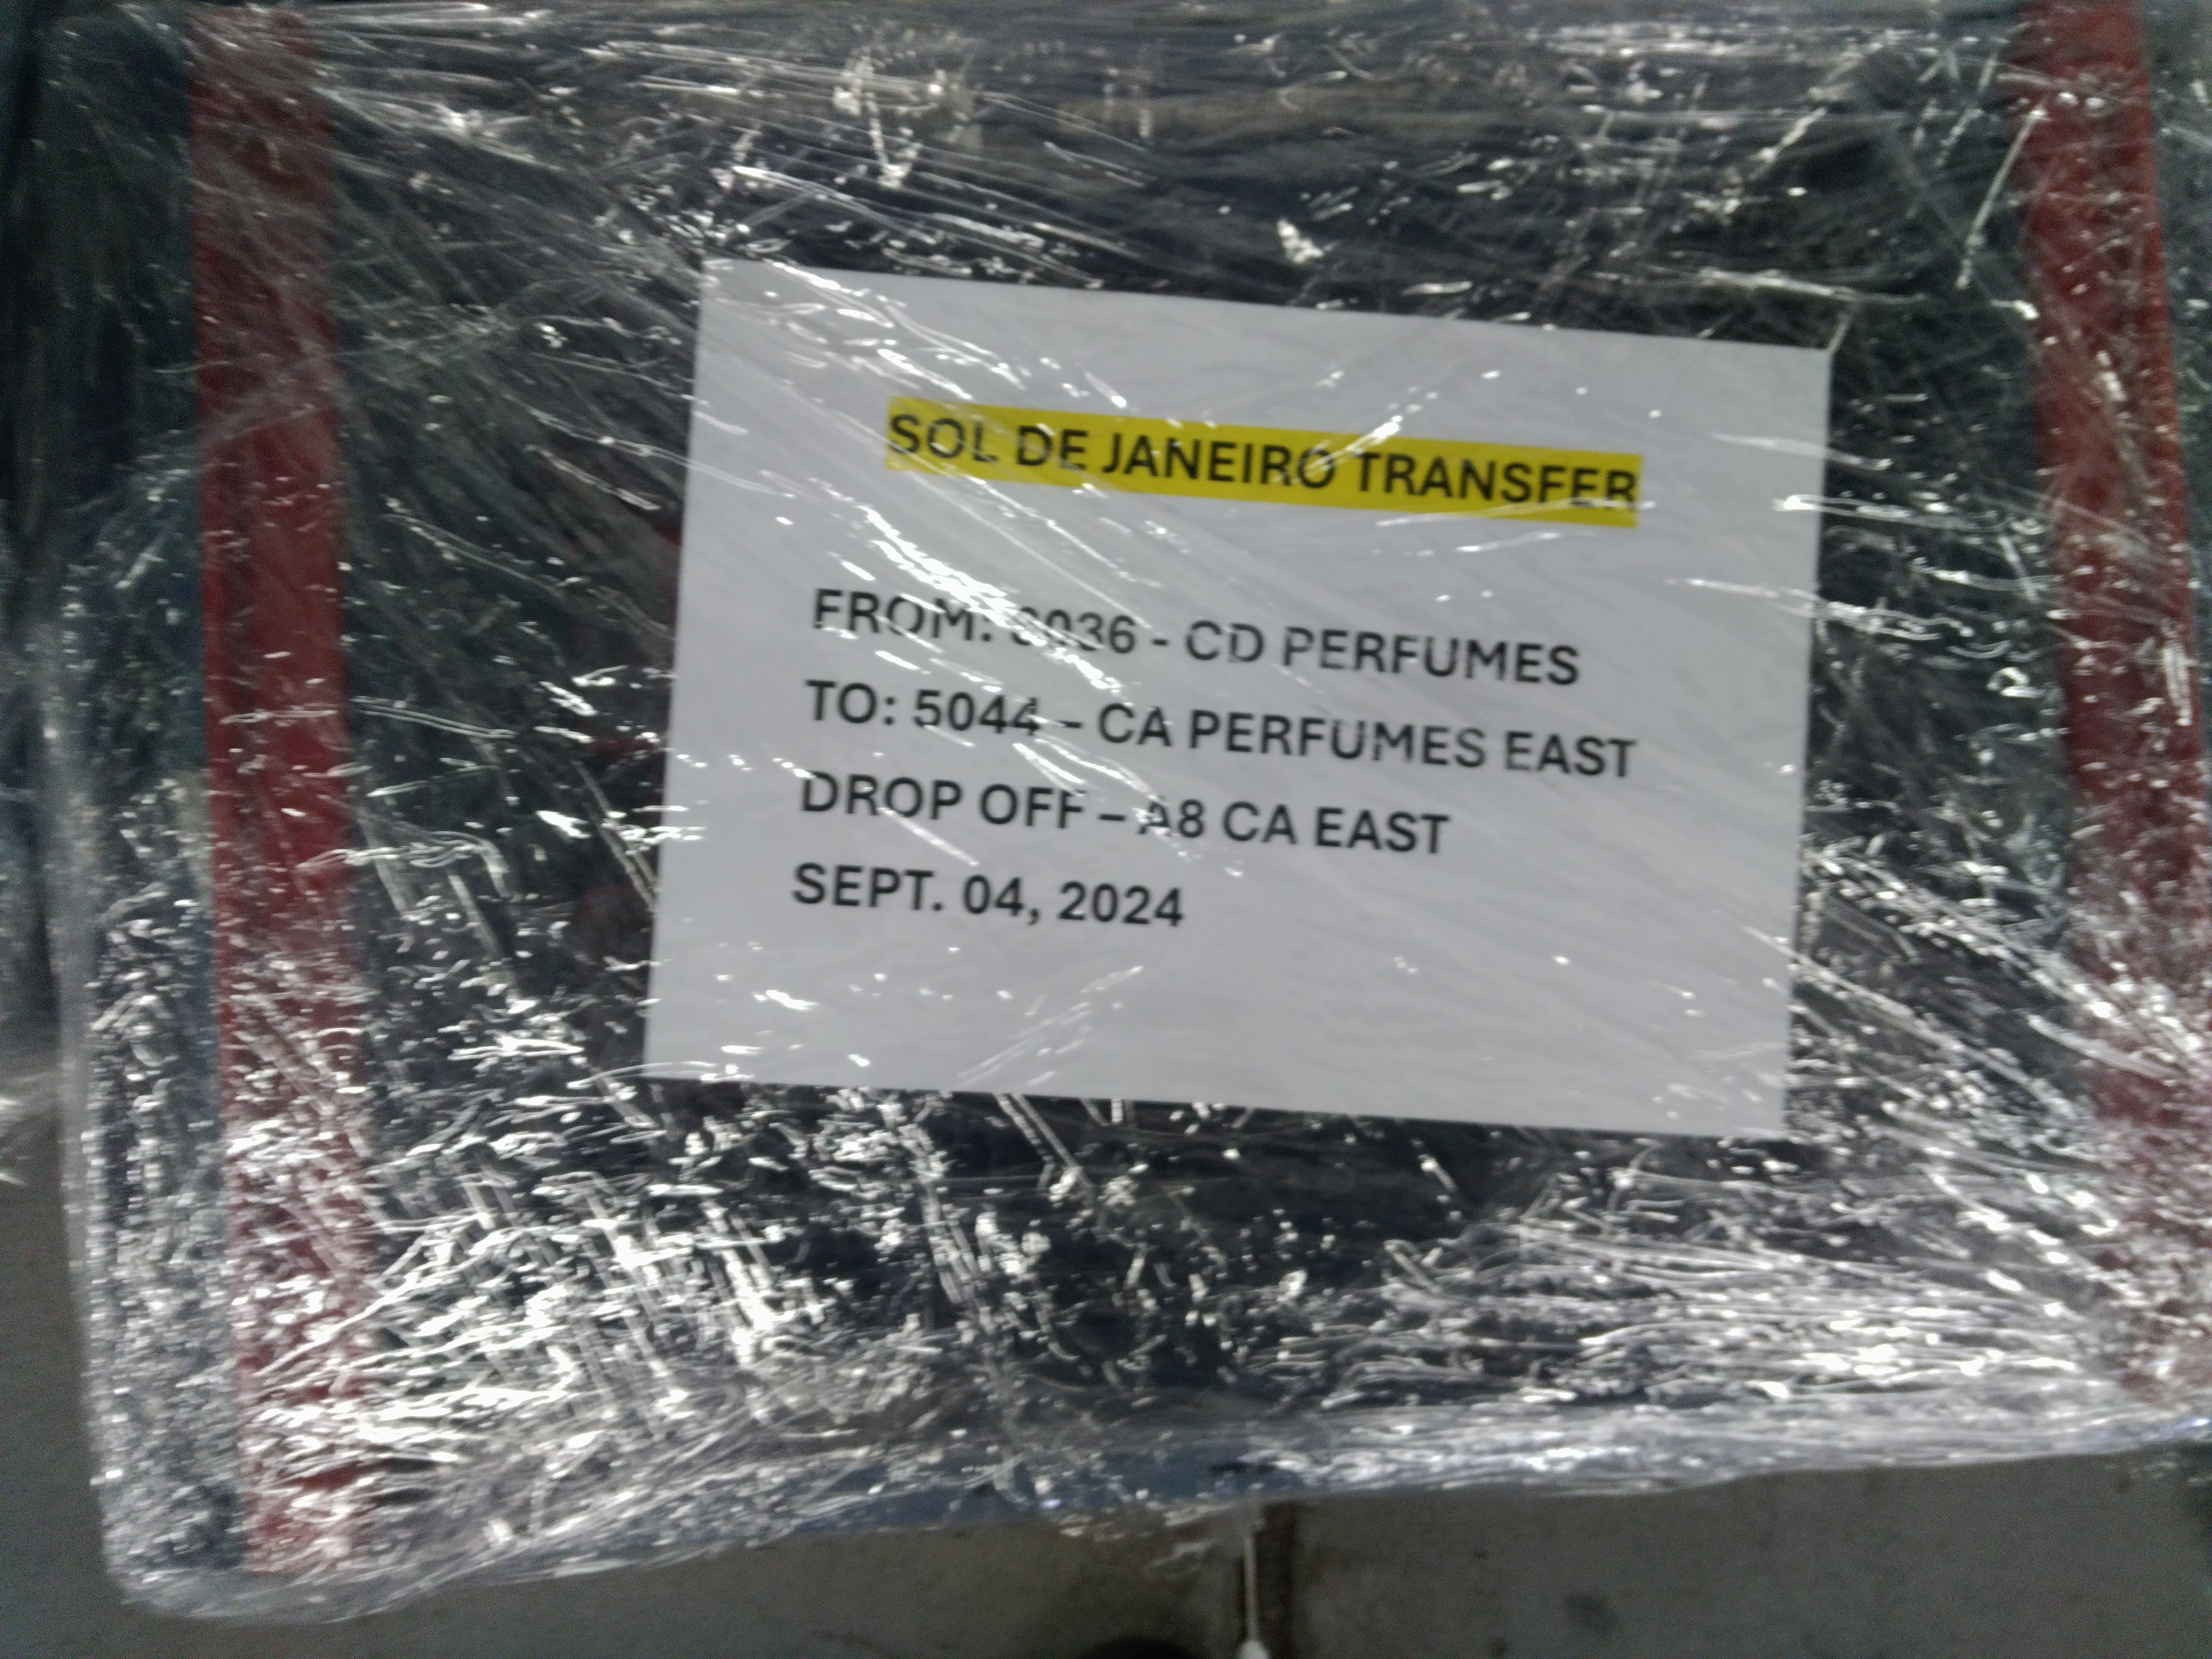 SOL DE JANEIRO TRANSFER
FROM: - CD PERFUMES
TO: 5044 – CA PERFUMES EAST
DROP OFF – A8 CA EAST
SEPT. 04, 2024